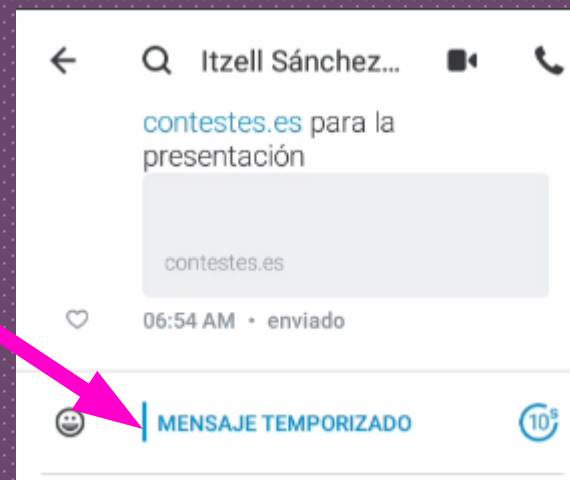 Itzell Sánchez...
contestes.es para la
presentación
contestes.es
06:54 AM • enviado
MENSAJE TEMPORIZADO
10s